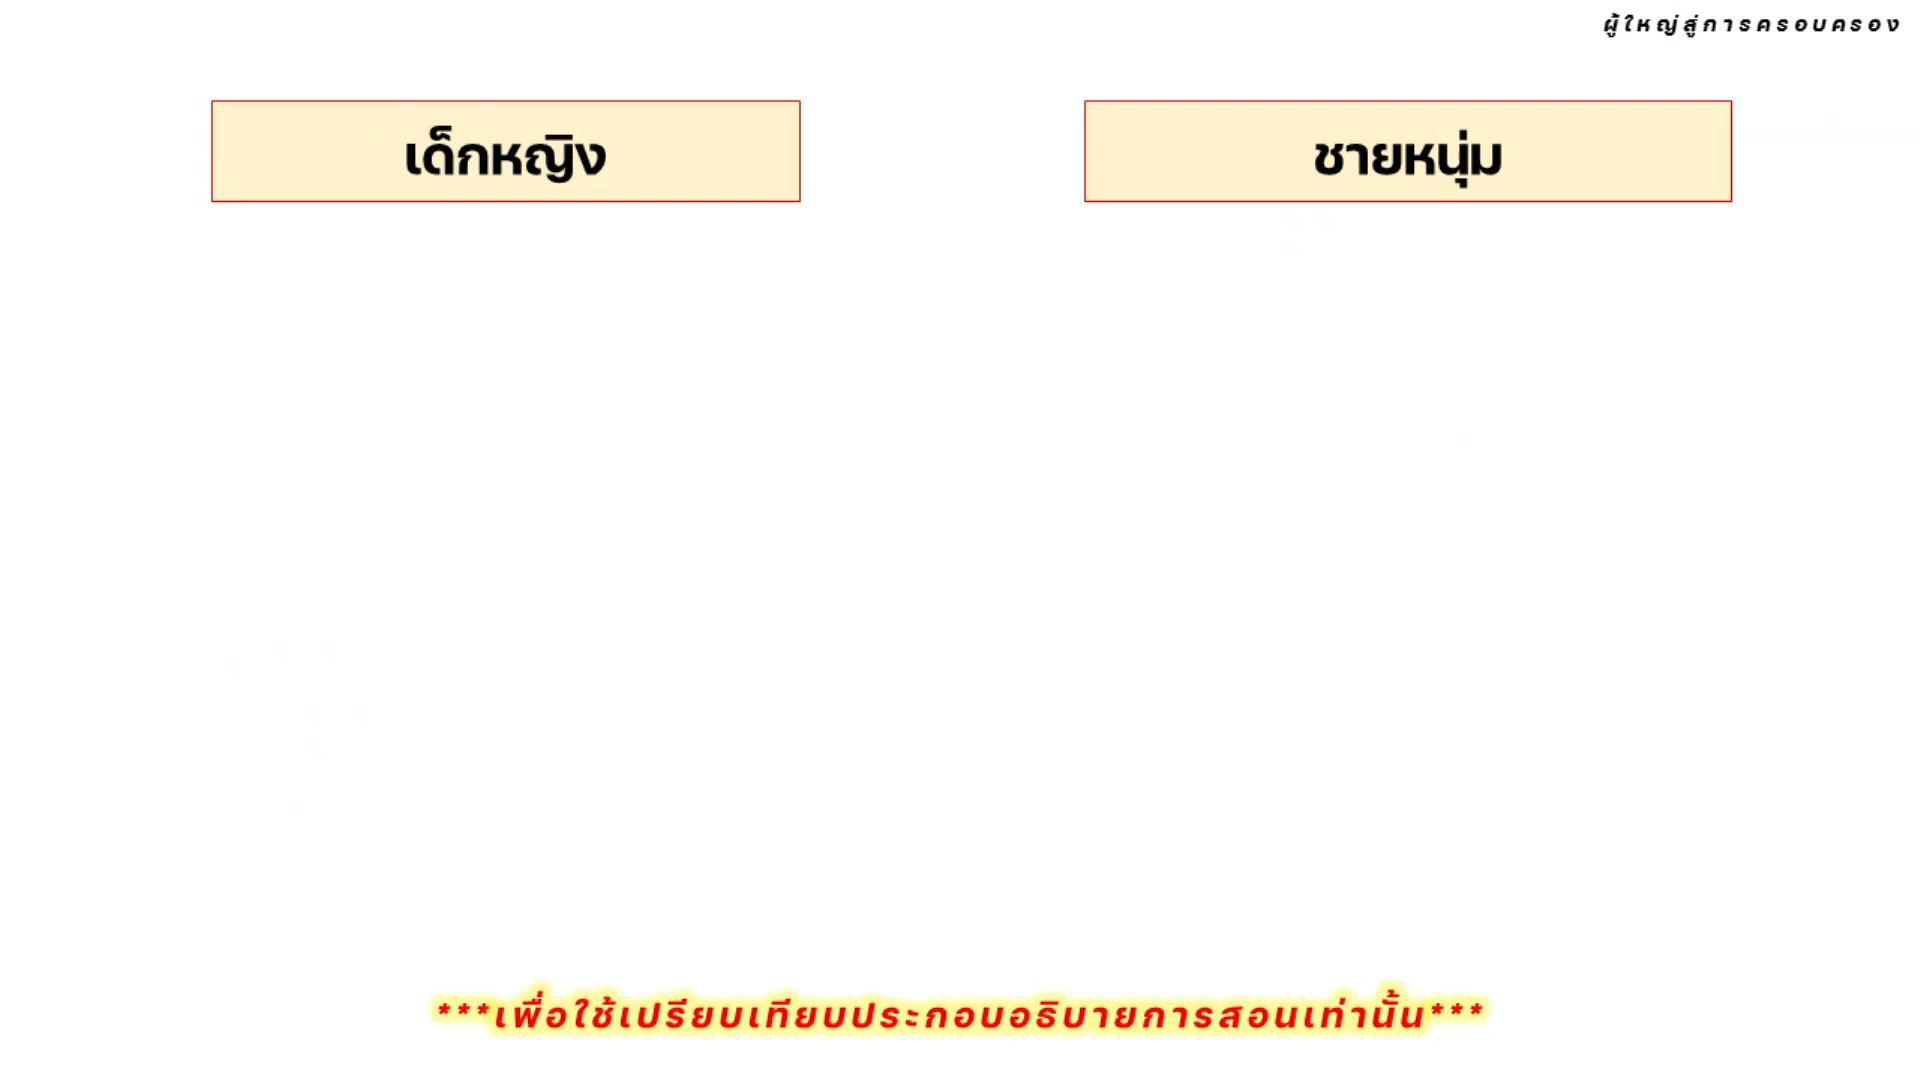 ผู้ใหญ่สู่การครอบครอง
เด็กหญิง
ชายหนุ่ม
***เพื่อใช้เปรียบเทียบประกอบอธิบายการสอนเท่านั้น***